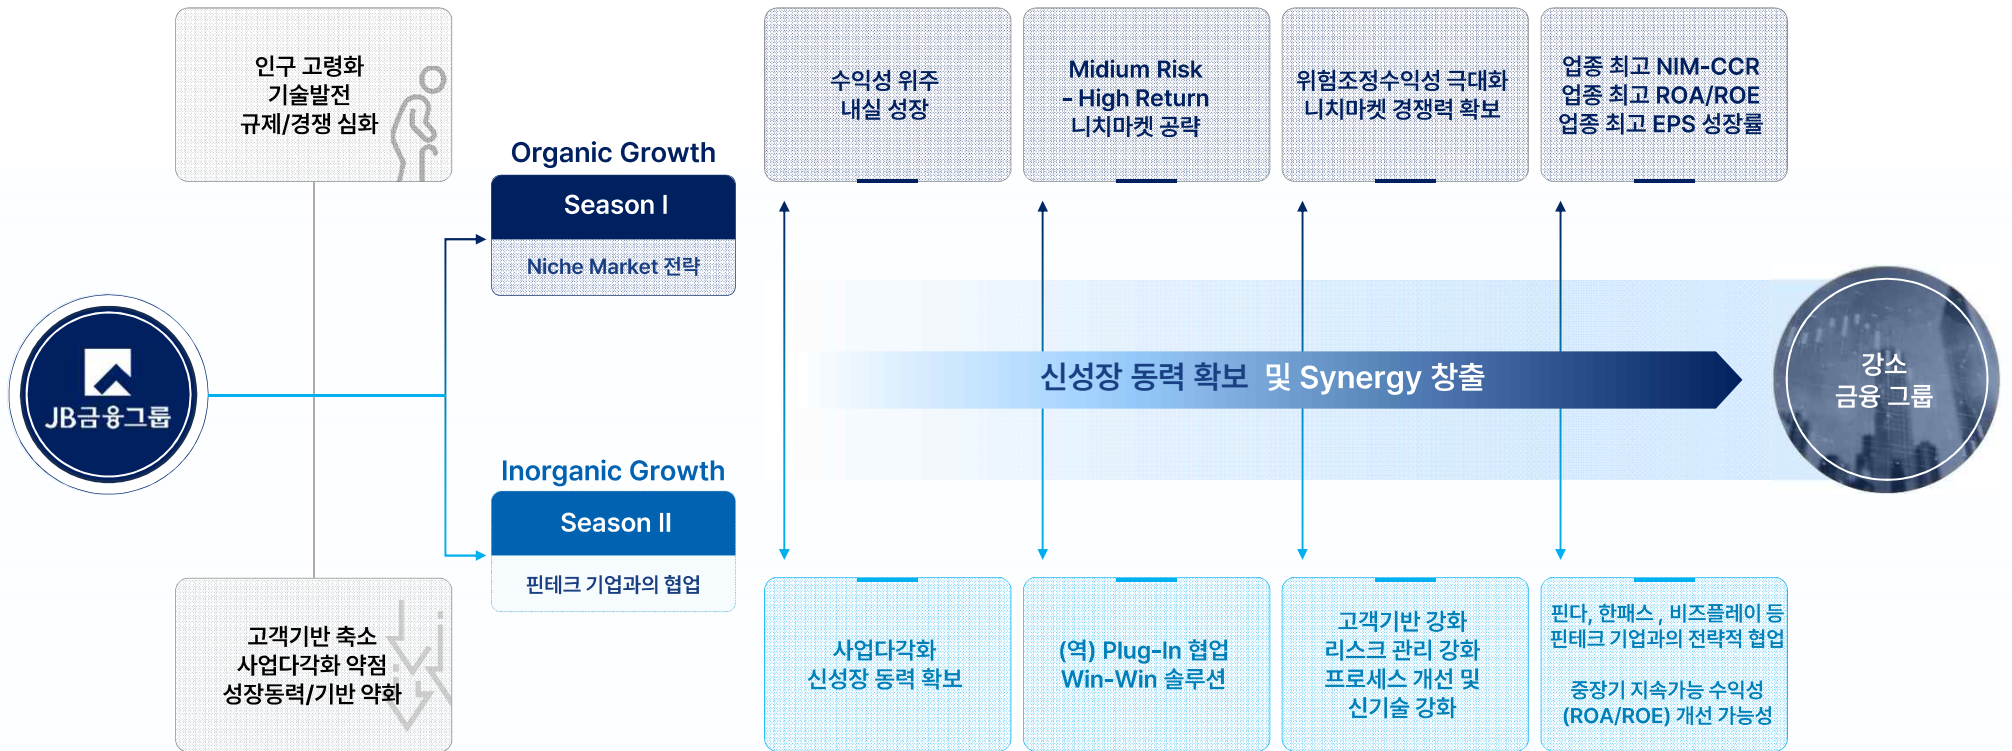 인구 고령화
기술발전
규제/경쟁 심화
JB금융그룹
고객기반 축소
사업다각화 약점
성장동력/기반 약화
Organic Growth
Season I
Niche Market 전략
Inorganic Growth
Season II
핀테크 기업과의 협업
수익성 위주
내실 성장
Midium Risk
- High Return
니치마켓 공략
위험조정수익성 극대화
니치마켓 경쟁력 확보
업종 최고 NIM-CCR
업종 최고 ROA/ROE
업종 최고 EPS 성장률
신성장 동력 확보 및 Synergy 창출
강소
금융 그룹
사업다각화
신성장 동력 확보
(역) Plug-In 협업
Win-Win 솔루션
고객기반 강화
리스크 관리 강화
프로세스 개선 및
신기술 강화
핀다, 한패스 , 비즈플레이 등
핀테크 기업과의 전략적 협업
중장기 지속가능 수익성
(ROA/ROE) 개선 가능성